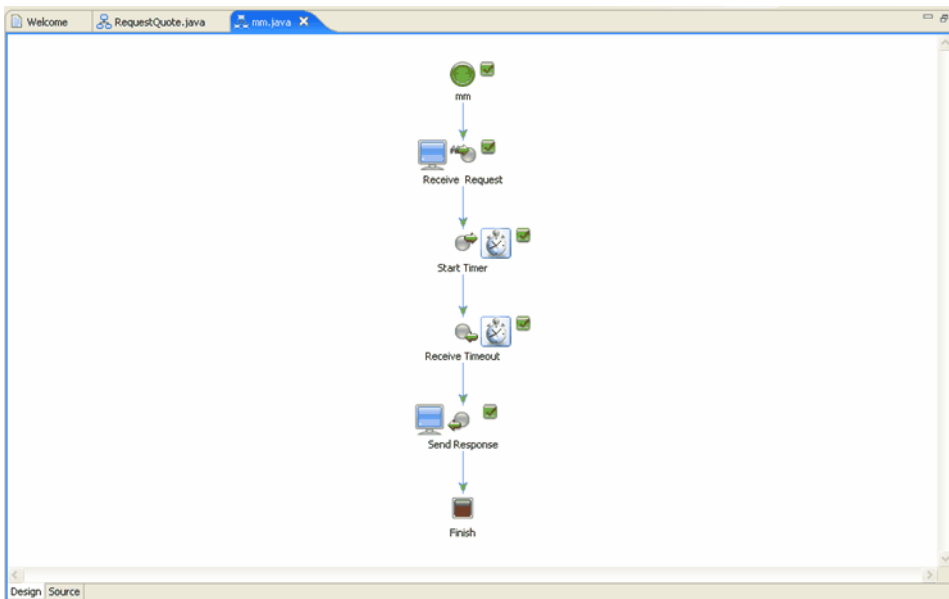 Welcome
RequestQuote.java
mm.java
mm
Receive Request
Start Timer
Receive Timeout
Send Response
Finish
Design
Source